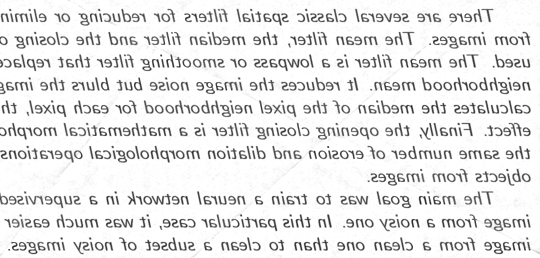 There are several classic spatial filters for reducing or elimin
from images. The mean filter, the median filter and the closing o
used. The mean filter is a lowpass or smoothing filter that replace
neighborhood mean. It reduces the image noise but blurs the imag
calculates the median of the pixel neighborhood for each pixel, th
effect. Finally, the opening closing filter is a mathematical morpho
the same number of erosion and dilation morphological operations
objects from images.
The main goal was to train a neural network in a supervised
image from a noisy one. In this particular case, it was much easier
image from a clean one than to clean a subset of noisy images.